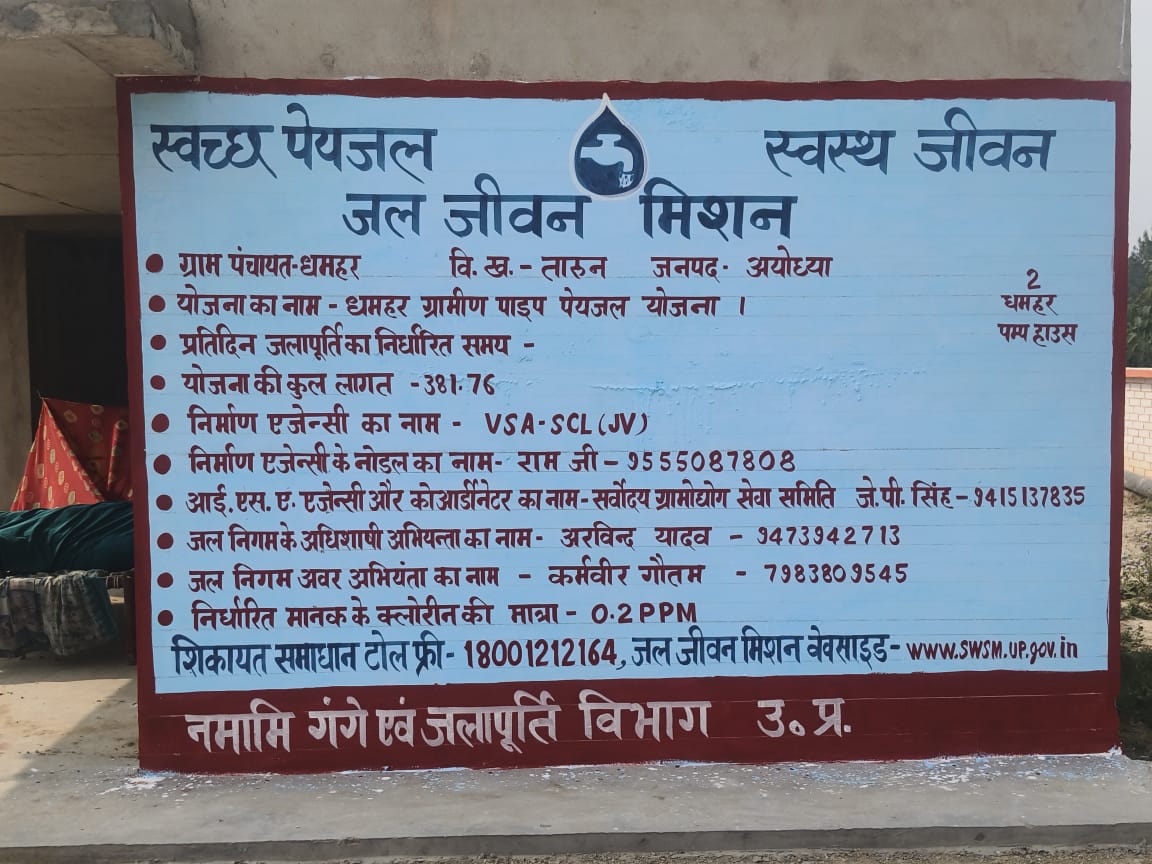 स्वच्छ पेयजल स्वस्थ जीवन
जल जीवन मिशन
• ग्राम पंचायत-धमहर वि.ख.- तारुन जनपद- अयोध्या
• योजना का नाम - धमहर ग्रामीण पाइप पेयजल योजना ।
2
धमहर
पम्प हाउस
• प्रतिदिन जलापूर्ति का निर्धारित समय -
• योजना की कुल लागत -381.76
• निर्माण एजेन्सी का नाम - VSA-SCL(JV)
• निर्माण एजेन्सी के नोडल का नाम- राम जी - 9555087808
• आई.एस.ए. एजेन्सी और कोआर्डीनेटर का नाम-सर्वोदय ग्रामोद्योग सेवा समिति जे.पी. सिंह-9415137835
• जल निगम के अधिशाषी अभियन्ता का नाम- अरविन्द यादव - 9473942713
• जल निगम अवर अभियंता का नाम - कर्मवीर गौतम - 7983809545
• निर्धारित मानक के क्लोरीन की मात्रा - 0.2 PPM
शिकायत समाधान टोल फ्री- 18001212164, जल जीवन मिशन वेवसाइड- www.swsm.up.gov.in
नमामि गंगे एवं जलापूर्ति विभाग उ. प्र.